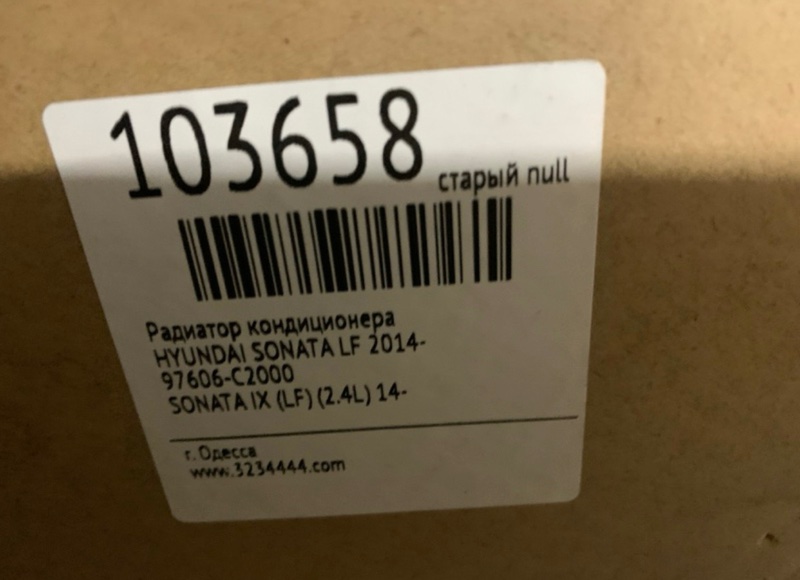 103658
старый null
Радиатор кондиционера
HYUNDAI SONATA LF 2014-
97606-C2000
SONATA IX (LF) (2.4L) 14-
г. Одесса
www.3234444.com